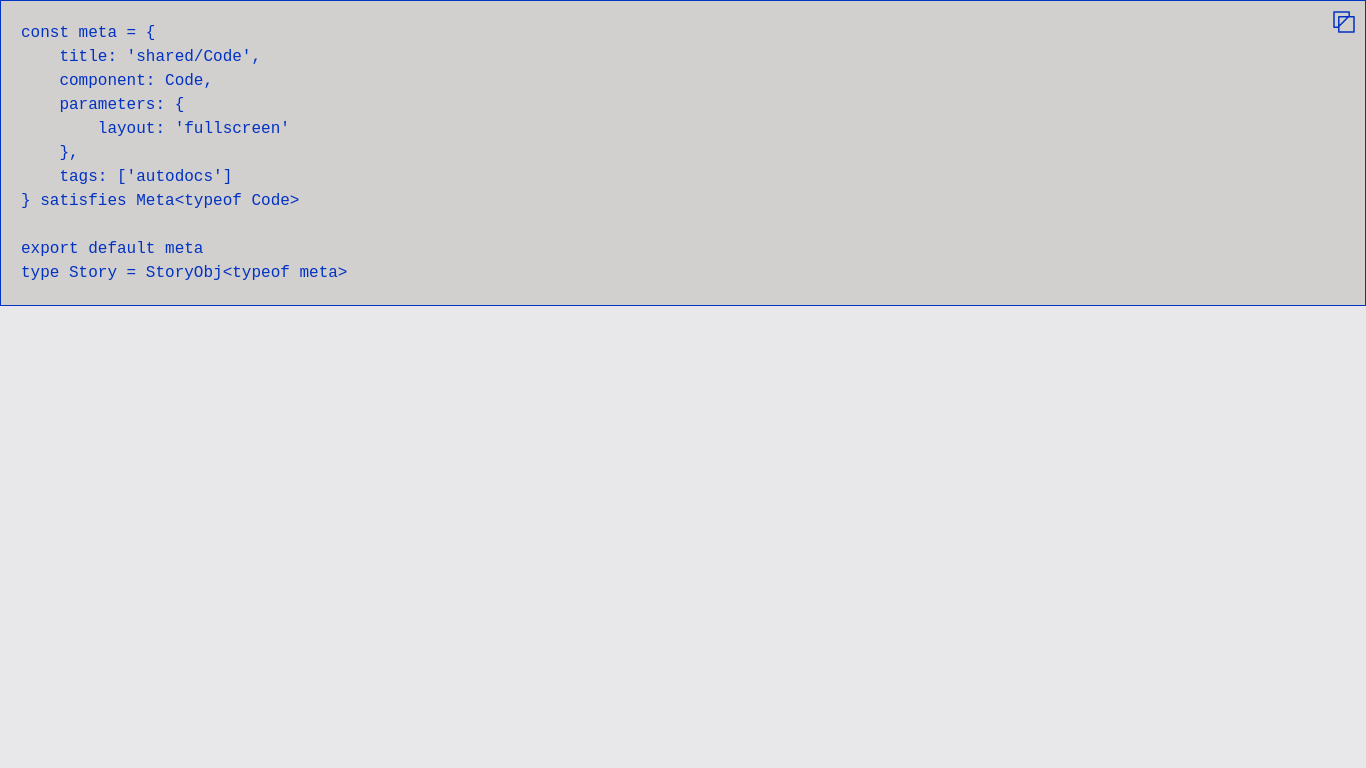 const meta = {
    title: 'shared/Code',
    component: Code,
    parameters: {
        layout: 'fullscreen'
    },
    tags: ['autodocs']
} satisfies Meta<typeof Code>

export default meta
type Story = StoryObj<typeof meta>